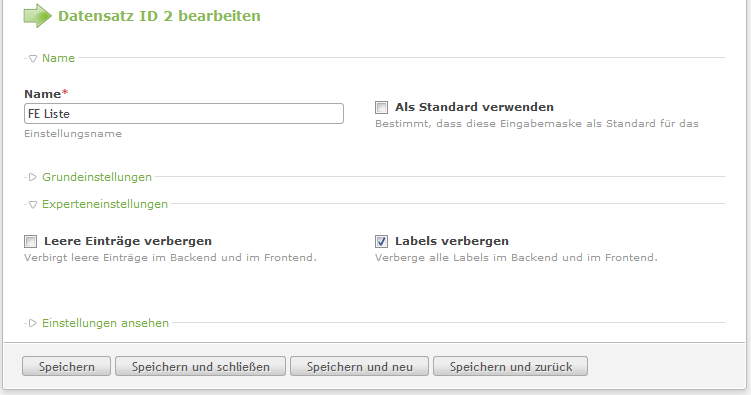 Datensatz ID 2 bearbeiten
Name
Name*
FE Liste
Einstellungsname
Als Standard verwenden
Bestimmt, dass diese Eingabemaske als Standard für das
Grundeinstellungen
Experteneinstellungen
Leere Einträge verbergen
Verbirgt leere Einträge im Backend und im Frontend.
Labels verbergen
Verberge alle Labels im Backend und im Frontend.
Einstellungen ansehen
Speichern
Speichern und schließen
Speichern und neu
Speichern und zurück